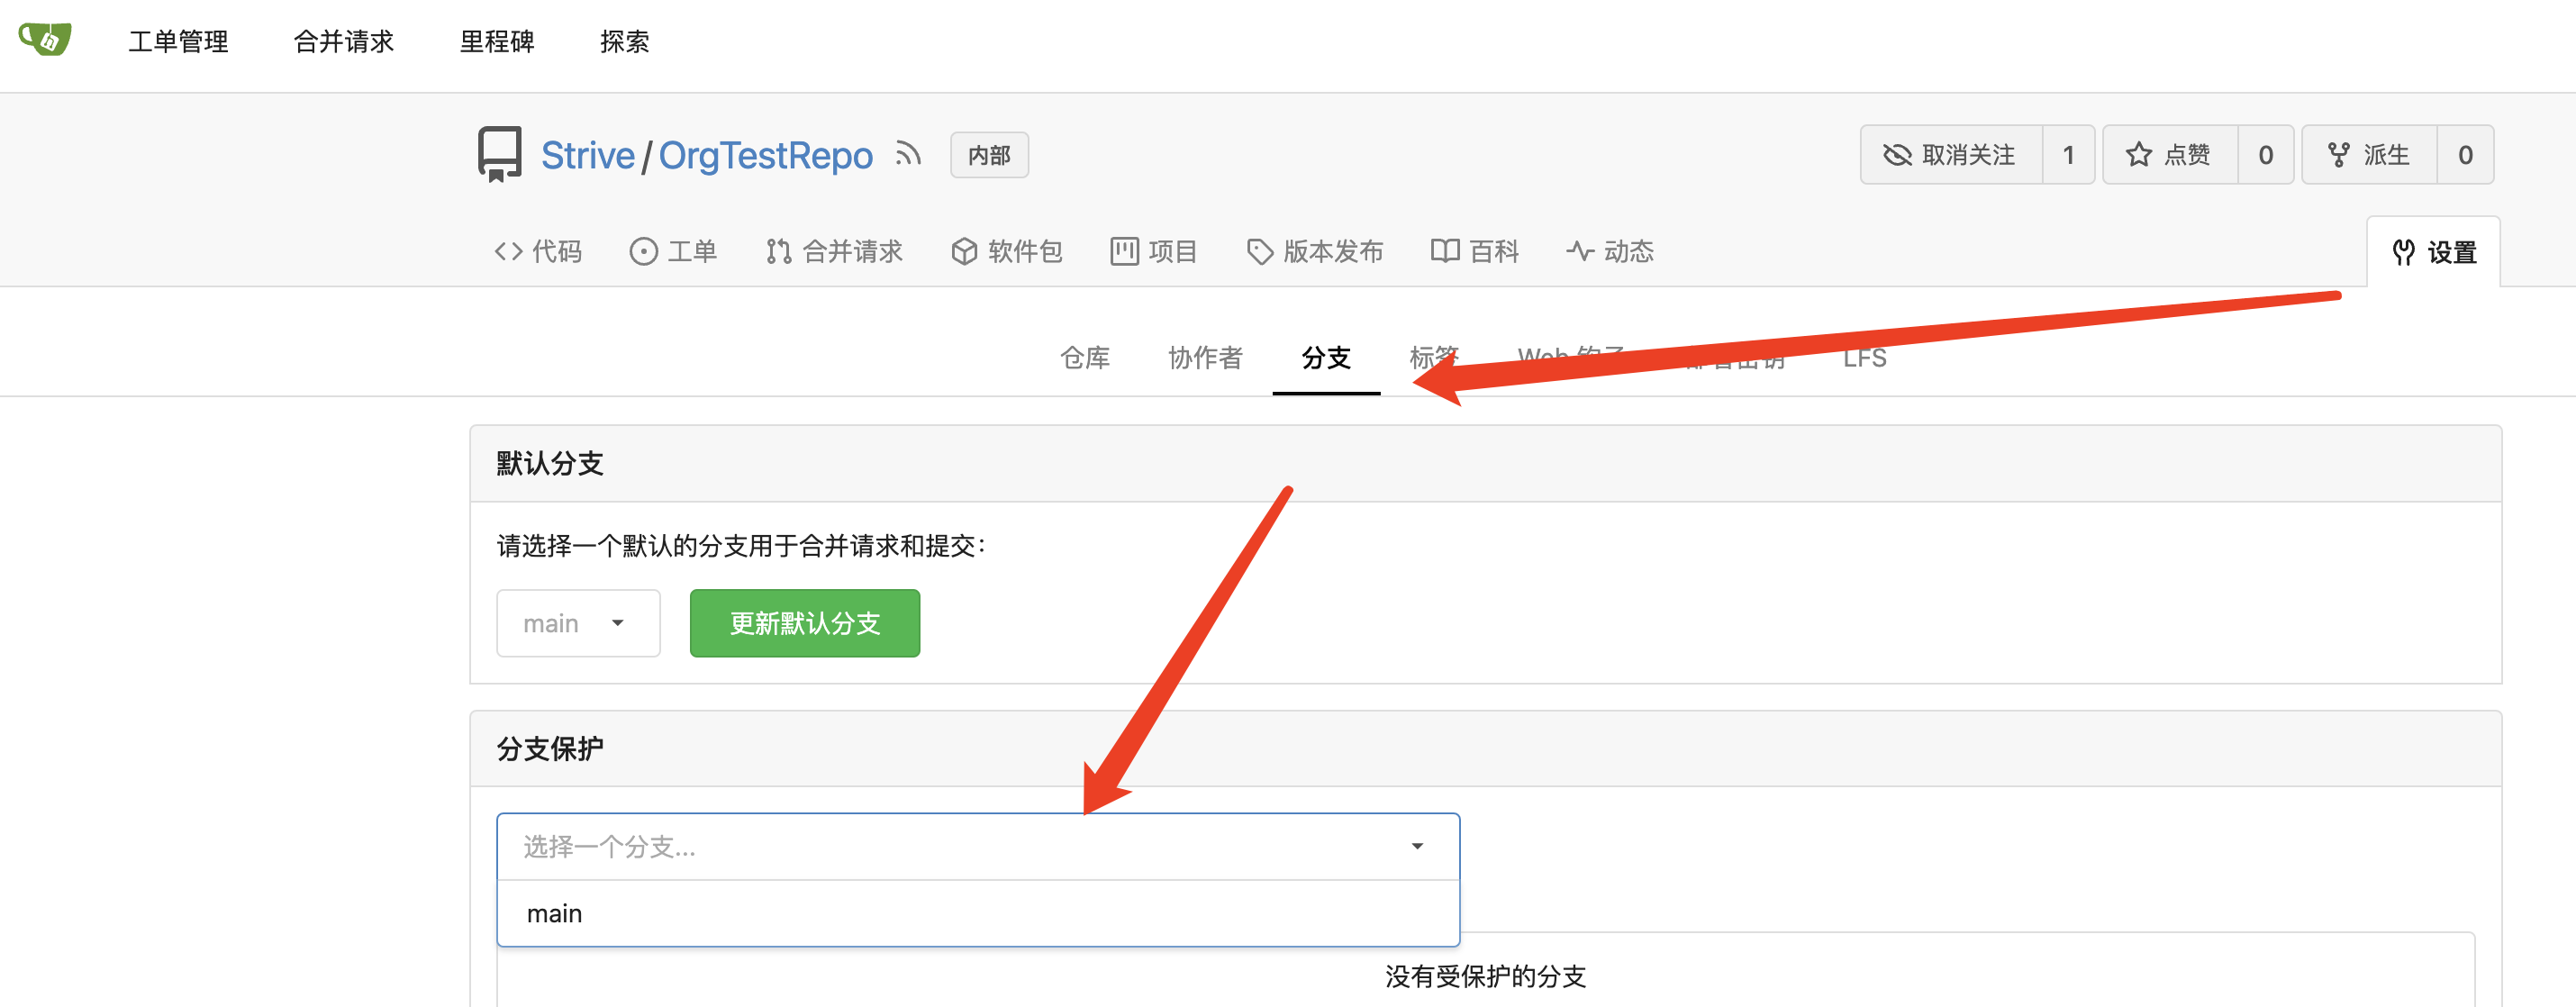 工单管理 合并请求 里程碑 探索
Strive / OrgTestRepo 内部 取消关注 1 点赞 0 派生 0
代码 工单 合并请求 软件包 项目 版本发布 百科 动态 设置
仓库 协作者 分支 标签 Web 钩子 LFS
默认分支
请选择一个默认的分支用于合并请求和提交：
main 更新默认分支
分支保护
选择一个分支...
main
没有受保护的分支